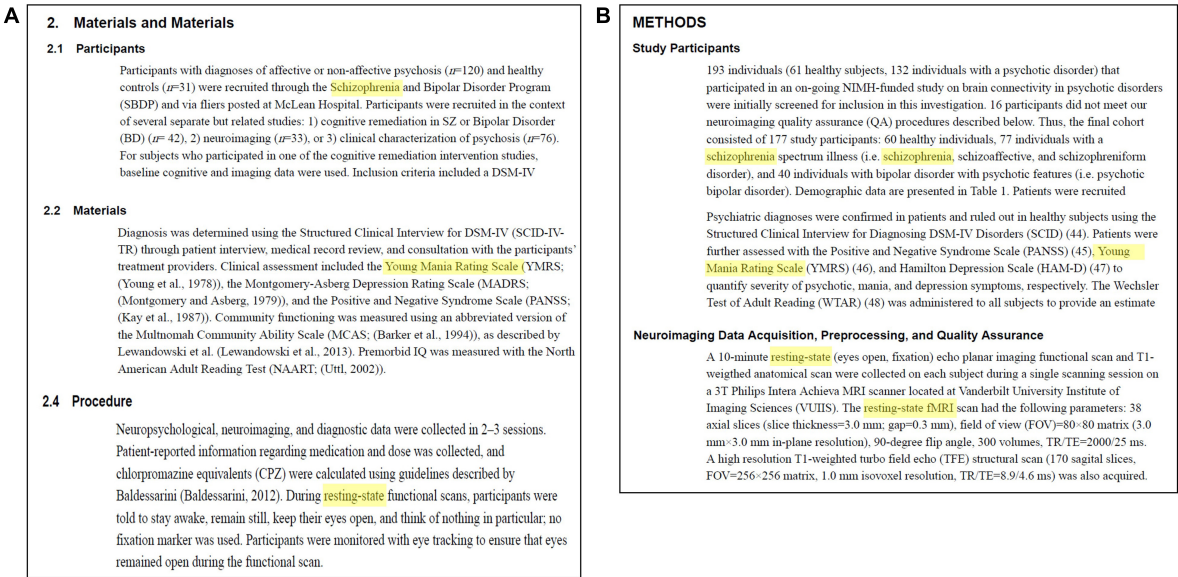 A
2. Materials and Materials
2.1 Participants
Participants with diagnoses of affective or non-affective psychosis (n=120) and healthy
controls (n=31) were recruited through the Schizophrenia and Bipolar Disorder Program
(SBDP) and via fliers posted at McLean Hospital. Participants were recruited in the context
of several separate but related studies: 1) cognitive remediation in SZ or Bipolar Disorder
(BD) (n= 42), 2) neuroimaging (n=33), or 3) clinical characterization of psychosis (n=76).
For subjects who participated in one of the cognitive remediation intervention studies,
baseline cognitive and imaging data were used. Inclusion criteria included a DSM-IV
2.2 Materials
Diagnosis was determined using the Structured Clinical Interview for DSM-IV (SCID-IV-
TR) through patient interview, medical record review, and consultation with the participants'
treatment providers. Clinical assessment included the Young Mania Rating Scale (YMRS;
(Young et al., 1978)), the Montgomery-Asberg Depression Rating Scale (MADRS;
(Montgomery and Asberg, 1979)), and the Positive and Negative Syndrome Scale (PANSS;
(Kay et al., 1987)). Community functioning was measured using an abbreviated version of
the Multnomah Community Ability Scale (MCAS; (Barker et al., 1994)), as described by
Lewandowski et al. (Lewandowski et al., 2013). Premorbid IQ was measured with the North
American Adult Reading Test (NAART; (Uttl, 2002)).
2.4 Procedure
Neuropsychological, neuroimaging, and diagnostic data were collected in 2–3 sessions.
Patient-reported information regarding medication and dose was collected, and
chlorpromazine equivalents (CPZ) were calculated using guidelines described by
Baldessarini (Baldessarini, 2012). During resting-state functional scans, participants were
told to stay awake, remain still, keep their eyes open, and think of nothing in particular; no
fixation marker was used. Participants were monitored with eye tracking to ensure that eyes
remained open during the functional scan.
B
METHODS
Study Participants
193 individuals (61 healthy subjects, 132 individuals with a psychotic disorder) that
participated in an on-going NIMH-funded study on brain connectivity in psychotic disorders
were initially screened for inclusion in this investigation. 16 participants did not meet our
neuroimaging quality assurance (QA) procedures described below. Thus, the final cohort
consisted of 177 study participants: 60 healthy individuals, 77 individuals with a
schizophrenia spectrum illness (i.e. schizophrenia, schizoaffective, and schizophreniform
disorder), and 40 individuals with bipolar disorder with psychotic features (i.e. psychotic
bipolar disorder). Demographic data are presented in Table 1. Patients were recruited
Psychiatric diagnoses were confirmed in patients and ruled out in healthy subjects using the
Structured Clinical Interview for Diagnosing DSM-IV Disorders (SCID) (44). Patients were
further assessed with the Positive and Negative Syndrome Scale (PANSS) (45), Young
Mania Rating Scale (YMRS) (46), and Hamilton Depression Scale (HAM-D) (47) to
quantify severity of psychotic, mania, and depression symptoms, respectively. The Wechsler
Test of Adult Reading (WTAR) (48) was administered to all subjects to provide an estimate
Neuroimaging Data Acquisition, Preprocessing, and Quality Assurance
A 10-minute resting-state (eyes open, fixation) echo planar imaging functional scan and T1-
weigthed anatomical scan were collected on each subject during a single scanning session on
a 3T Philips Intera Achieva MRI scanner located at Vanderbilt University Institute of
Imaging Sciences (VUIIS). The resting-state fMRI scan had the following parameters: 38
axial slices (slice thickness=3.0 mm; gap=0.3 mm), field of view (FOV)=80×80 matrix (3.0
mm×3.0 mm in-plane resolution), 90-degree flip angle, 300 volumes, TR/TE=2000/25 ms.
A high resolution T1-weighted turbo field echo (TFE) structural scan (170 sagital slices,
FOV=256×256 matrix, 1.0 mm isovoxel resolution, TR/TE=8.9/4.6 ms) was also acquired.